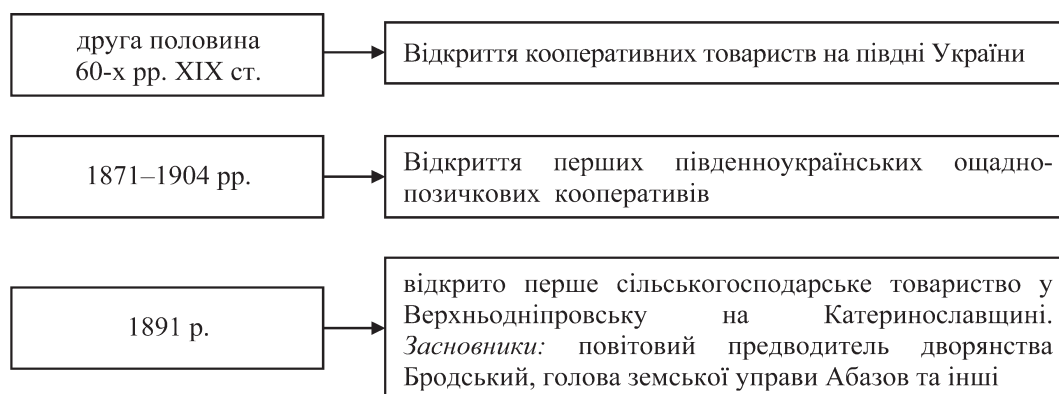 друга половина
60-х рр. XIX ст.
Відкриття кооперативних товариств на півдні України
1871–1904 рр.
Відкриття перших південноукраїнських ощадно-
позичкових кооперативів
1891 р.
відкрито перше сільськогосподарське товариство у
Верхньодніпровську на Катеринославщині.
Засновники: повітовий предводитель дворянства
Бродський, голова земської управи Абазов та інші